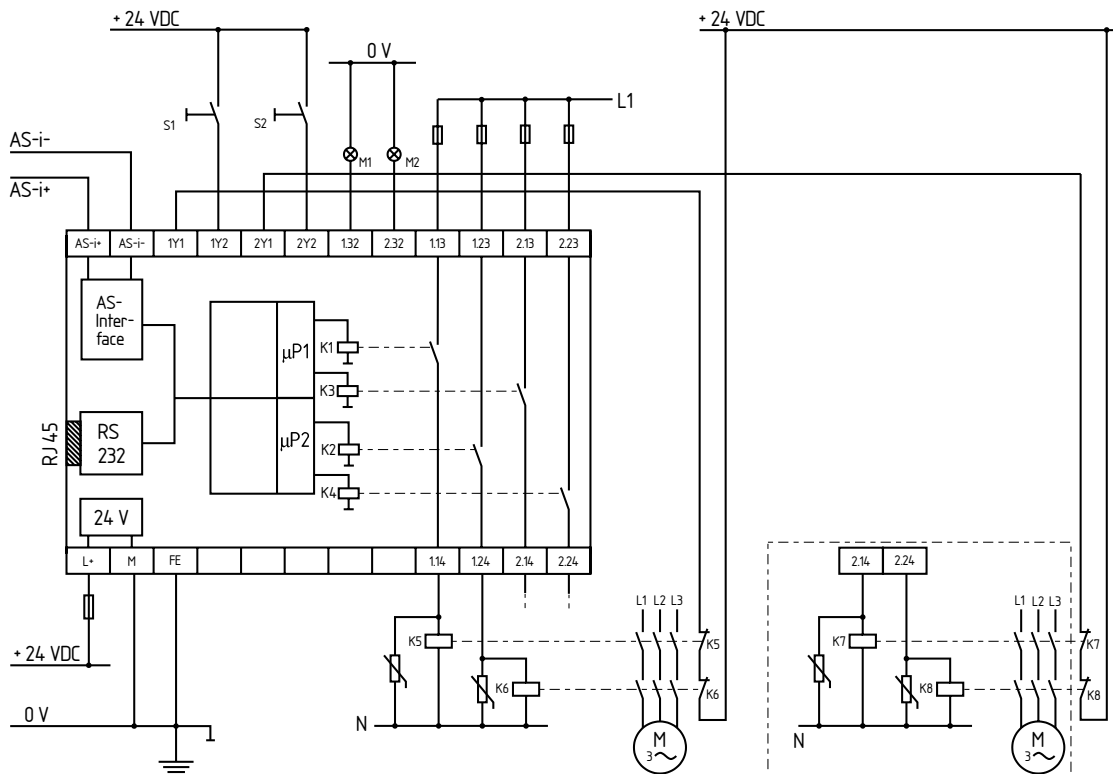 + 24 VDC
+ 24 VDC
0 V
L1
S1
S2
AS-i-
M1
M2
AS-i+
AS-i+ AS-i- 1Y1 1Y2 2Y1 2Y2 1.32 2.32 1.13 1.23 2.13 2.23
AS-
Inter-
face
µP1
K1
K3
RJ 45
RS
232
µP2
K2
K4
24 V
L+ M FE 1.14 1.24 2.14 2.24
2.14 2.24
L1 L2 L3
L1 L2 L3
K5
K5
K7
K7
+ 24 VDC
K6
K6
K8
K8
0 V
N
N
M
3 ~
M
3 ~